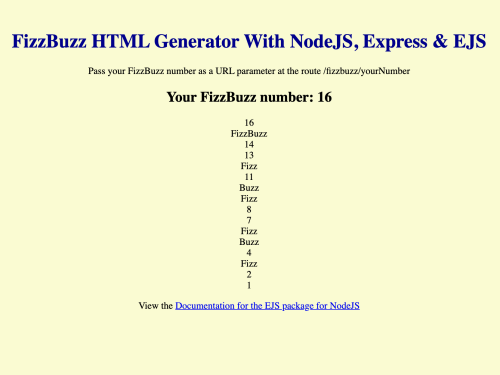 FizzBuzz HTML Generator With NodeJS, Express & EJS
Pass your FizzBuzz number as a URL parameter at the route /fizzbuzz/yourNumber
Your FizzBuzz number: 16
16
FizzBuzz
14
13
Fizz
11
Buzz
Fizz
8
7
Fizz
Buzz
4
Fizz
2
1
View the Documentation for the EJS package for NodeJS